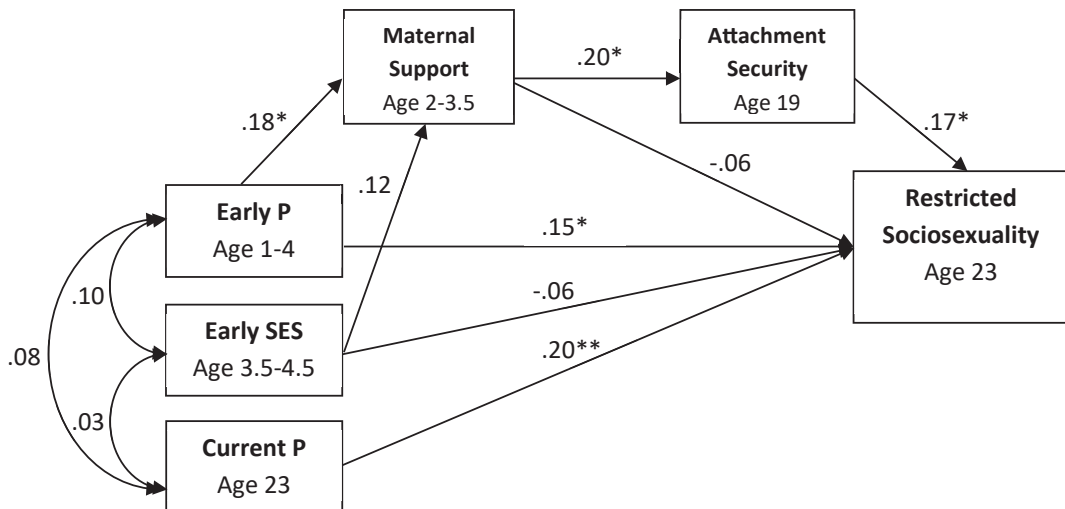 Maternal
Support
Age 2-3.5
.20*
Attachment
Security
Age 19
.18*
.17*
-.06
.12
Early P
Age 1-4
.15*
Restricted
Sociosexuality
Age 23
.10
-.06
Early SES
Age 3.5-4.5
.08
.20**
.03
Current P
Age 23